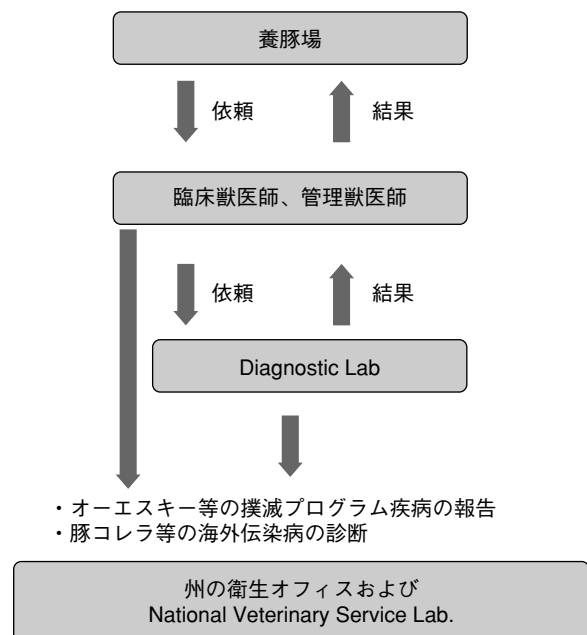 養豚場
依頼
結果
臨床獣医師、管理獣医師
依頼
結果
Diagnostic Lab
・オーエスキー等の撲滅プログラム疾病の報告
・豚コレラ等の海外伝染病の診断
州の衛生オフィスおよび
National Veterinary Service Lab.